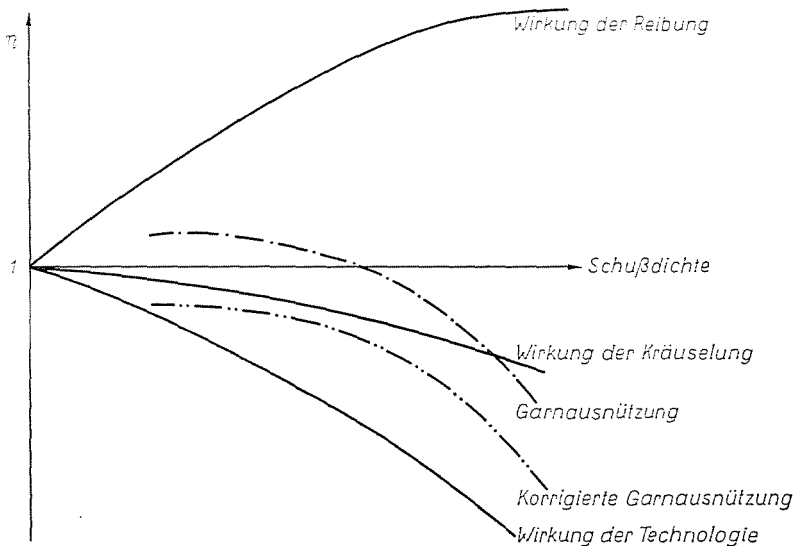 Wirkung der Reibung
η
1
Schußdichte
Wirkung der Kräuselung
Garnausnützung
Korrigierte Garnausnützung
Wirkung der Technologie